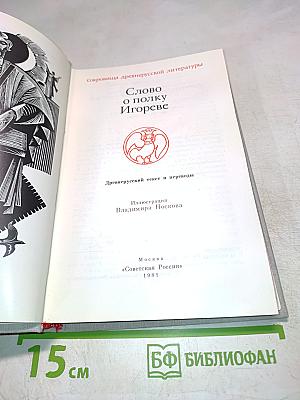 Сокровища древнерусской литературы
Слово
о полку
Игореве
Древнерусский текст и переводы
Иллюстрации
Владимира Носкова
Москва
«Советская Россия»
1981
15 см
БФ БИБЛИОФАН